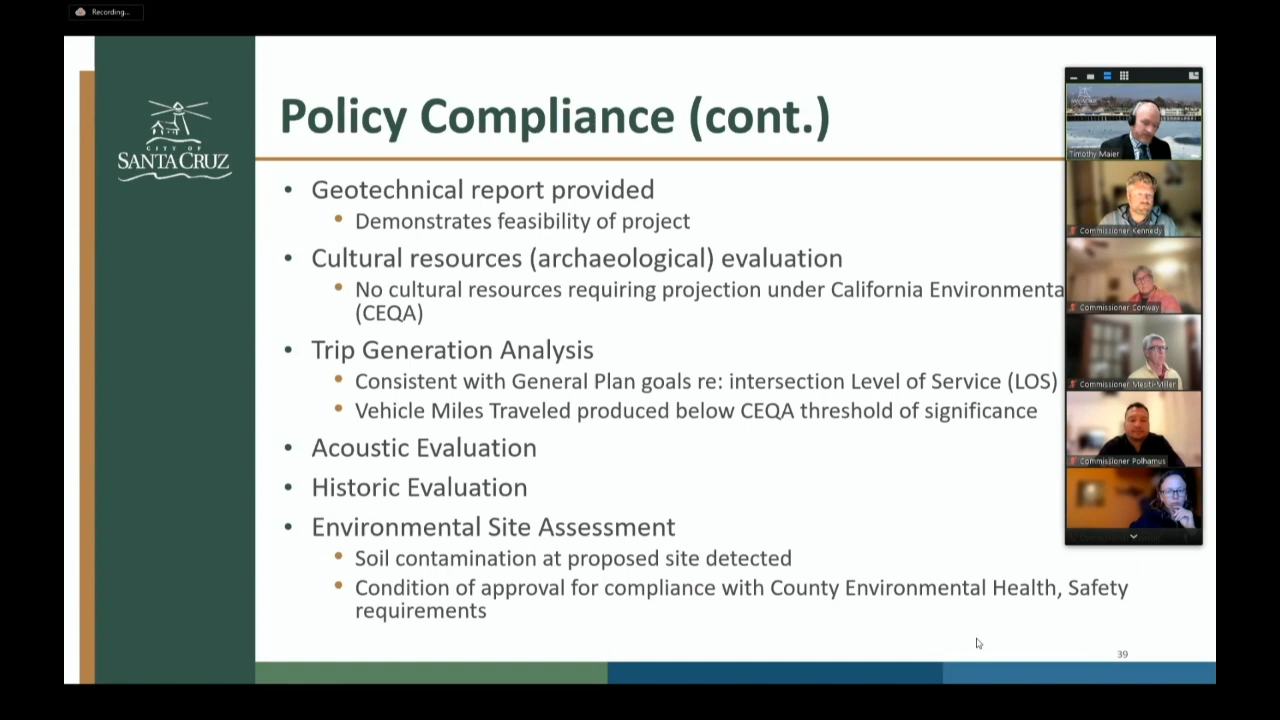 Recording...
CITY OF
SANTA CRUZ
Policy Compliance (cont.)
• Geotechnical report provided
• Demonstrates feasibility of project
• Cultural resources (archaeological) evaluation
• No cultural resources requiring projection under California Environmenta
(CEQA)
• Trip Generation Analysis
• Consistent with General Plan goals re: intersection Level of Service (LOS)
• Vehicle Miles Traveled produced below CEQA threshold of significance
• Acoustic Evaluation
• Historic Evaluation
• Environmental Site Assessment
• Soil contamination at proposed site detected
• Condition of approval for compliance with County Environmental Health, Safety
requirements
39
Timothy Maier
Commissioner Kennedy
Commissioner Conway
Commissioner Mesiti-Miller
Commissioner Polhamus